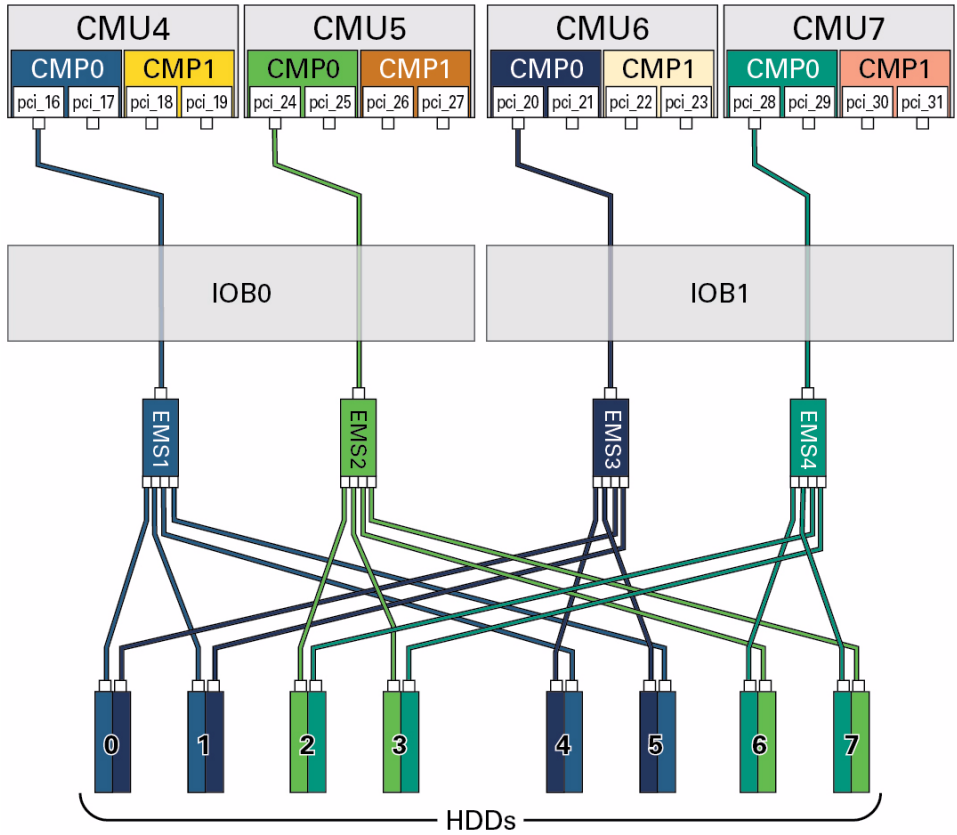 CMU4 CMU5 CMU6 CMU7
CMP0 CMP1 CMP0 CMP1 CMP0 CMP1 CMP0 CMP1
pci_16 pci_17 pci_18 pci_19 pci_24 pci_25 pci_26 pci_27 pci_20 pci_21 pci_22 pci_23 pci_28 pci_29 pci_30 pci_31
IOB0 IOB1
EMS1 EMS2 EMS3 EMS4
0 1 2 3 4 5 6 7
HDDs